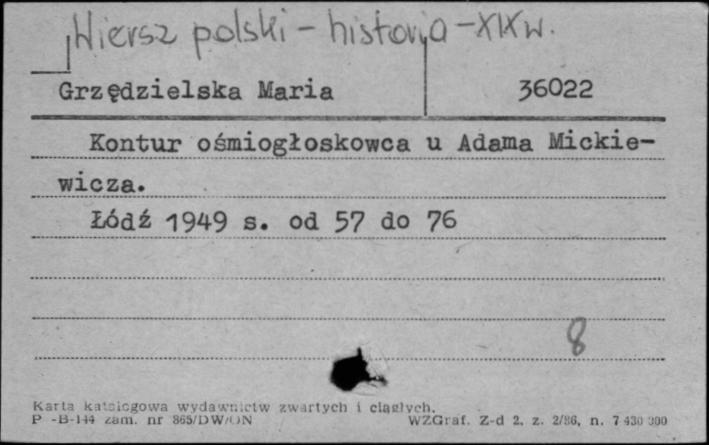 Wiersz polski - historia - XIX w.
Grzędzielska Maria 36022
Kontur ośmiogłoskowca u Adama Mickie-
wicza.
Łódź 1949 s. od 57 do 76
8
Karta katalogowa wydawnictw zwartych i ciągłych.
P-B-144 zam. nr 865/DW/ON WZGraf. Z-d 2, z. 2/86, n. 7 430 000